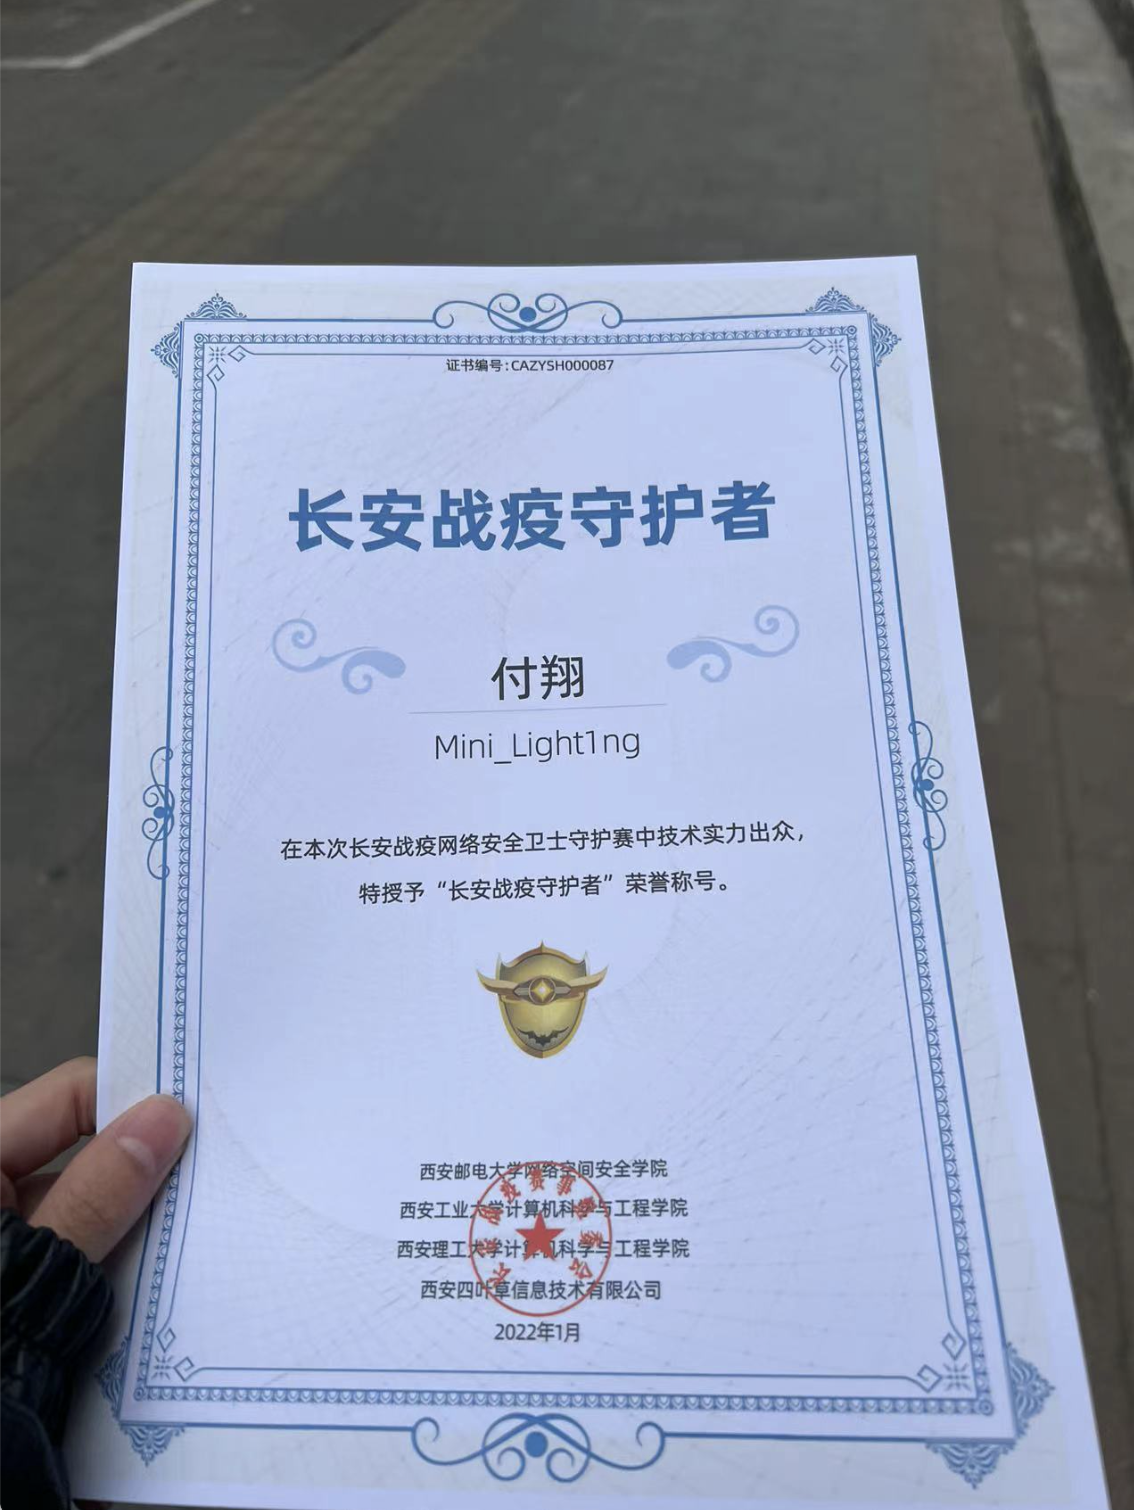 证书编号:CAZYSH000087
长安战疫守护者
付翔
Mini_Light1ng
在本次长安战疫网络安全卫士守护赛中技术实力出众，
特授予“长安战疫守护者”荣誉称号。
西安邮电大学网络空间安全学院
西安工业大学计算机科学与工程学院
西安理工大学计算机科学与工程学院
西安四叶草信息技术有限公司
2022年1月